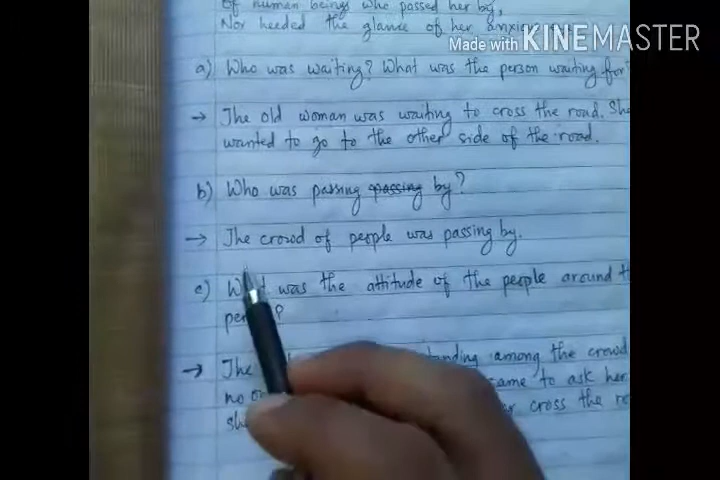 Of human beings who passed her by,
Nor heeded the glance of her
Made with KINEMASTER
a) Who was waiting? What was the person waiting for
→ The old woman was waiting to cross the road. She
wanted to go to the other side of the road.
b) Who was passing passing by?
→ The crowd of people was passing by.
c) What was the attitude of the people around
?
→ The among the crowd
no came to ask her
cross the